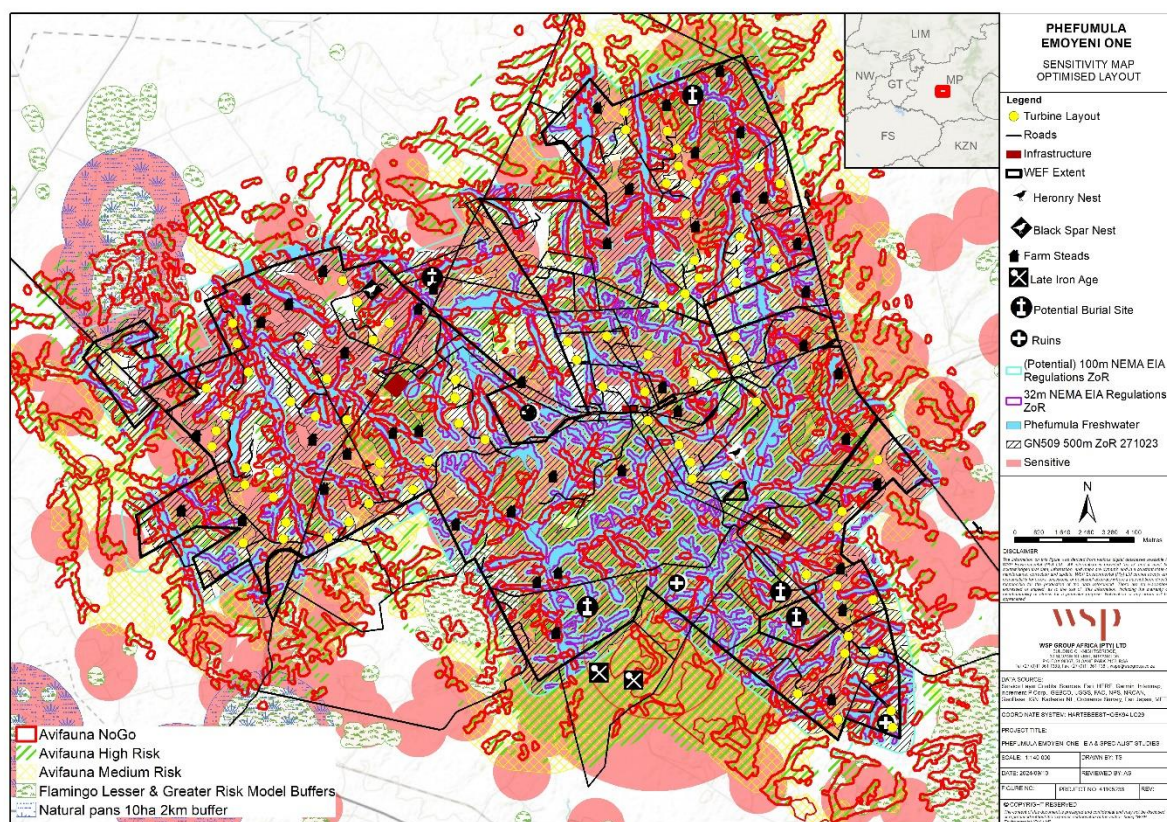 PHEFUMULA
EMOYENI ONE
SENSITIVITY MAP
OPTIMISED LAYOUT
LIM
NW
GT
MP
FS
KZN
Legend
Turbine Layout
Roads
Infrastructure
WEF Extent
Heronry Nest
Black Spar Nest
Farm Steads
Late Iron Age
Potential Burial Site
Ruins
(Potential) 100m NEMA EIA
Regulations ZoR
32m NEMA EIA Regulations
ZoR
Phefumula Freshwater
GN509 500m ZoR 271023
Sensitive
N
0
Metres
DISCLAIMER
wsp
WSP GROUP AFRICA (PTY) LTD
DATA SOURCE:
COORDINATE SYSTEM: HARTEBEESTHOEK94 LO29
PROJECT TITLE:
PHEFUMULA EMOYENI ONE EIA & SPECIALIST STUDIES
SCALE: 1:140 000
DRAWN BY: TS
REVIEWED BY: AS
FIGURE NO:
REV:
© COPYRIGHT RESERVED
Avifauna NoGo
Avifauna High Risk
Avifauna Medium Risk
Flamingo Lesser & Greater Risk Model Buffers
Natural pans 10ha 2km buffer